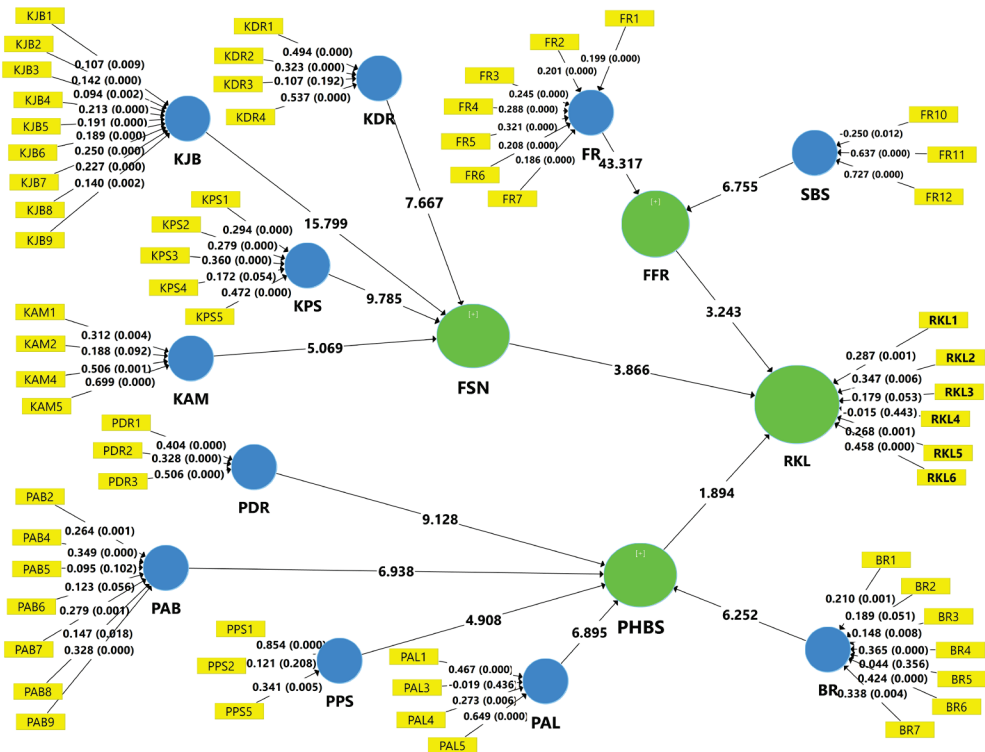 KJB1
KJB2
KJB3
KJB4
KJB5
KJB6
KJB7
KJB8
KJB9
0.107 (0.009)
0.142 (0.000)
0.094 (0.002)
0.213 (0.000)
0.191 (0.000)
0.189 (0.000)
0.250 (0.000)
0.227 (0.000)
0.140 (0.002)
KJB
KDR1
KDR2
KDR3
KDR4
0.494 (0.000)
0.323 (0.000)
0.107 (0.192)
0.537 (0.000)
KDR
FR1
FR2
FR3
FR4
FR5
FR6
FR7
0.199 (0.000)
0.201 (0.000)
0.245 (0.000)
0.288 (0.000)
0.321 (0.000)
0.208 (0.000)
0.186 (0.000)
FR
43.317
FR10
FR11
FR12
-0.250 (0.012)
0.637 (0.000)
0.727 (0.000)
SBS
6.755
[+]
FFR
3.243
15.799
7.667
KPS1
KPS2
KPS3
KPS4
KPS5
0.294 (0.000)
0.279 (0.000)
0.360 (0.000)
0.172 (0.054)
0.472 (0.000)
KPS
9.785
KAM1
KAM2
KAM4
KAM5
0.312 (0.004)
0.188 (0.092)
0.506 (0.001)
0.699 (0.000)
KAM
5.069
[+]
FSN
3.866
RKL1
RKL2
RKL3
RKL4
RKL5
RKL6
0.287 (0.001)
0.347 (0.006)
0.179 (0.053)
-0.015 (0.443)
0.268 (0.001)
0.458 (0.000)
RKL
1.894
PDR1
PDR2
PDR3
0.404 (0.000)
0.328 (0.000)
0.506 (0.000)
PDR
9.128
PAB2
PAB4
PAB5
PAB6
PAB7
PAB8
PAB9
0.264 (0.001)
0.349 (0.000)
0.095 (0.102)
0.123 (0.056)
0.279 (0.001)
0.147 (0.018)
0.328 (0.000)
PAB
6.938
[+]
PHBS
PPS1
PPS2
PPS5
0.854 (0.000)
0.121 (0.208)
0.341 (0.005)
PPS
4.908
PAL1
PAL3
PAL4
PAL5
0.467 (0.000)
-0.019 (0.436)
0.273 (0.006)
0.649 (0.000)
PAL
6.895
6.252
BR1
BR2
BR3
BR4
BR5
BR6
BR7
0.210 (0.001)
0.189 (0.051)
0.148 (0.008)
0.365 (0.000)
0.044 (0.356)
0.424 (0.000)
0.338 (0.004)
BR